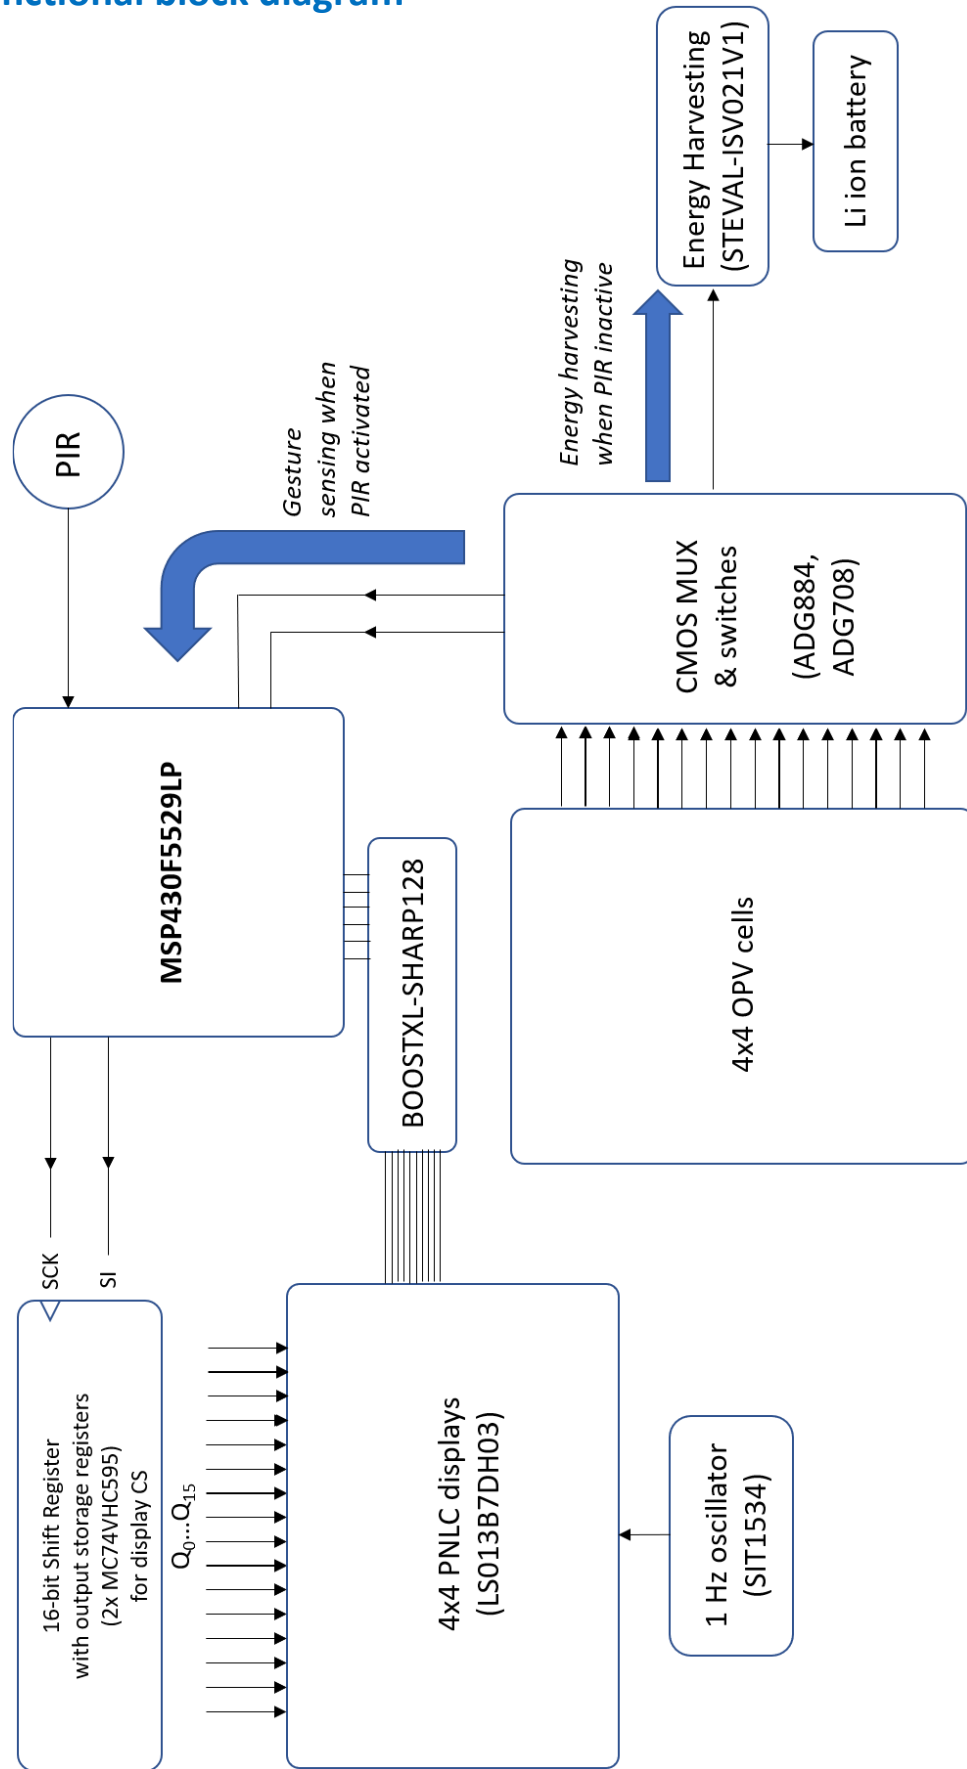 nctional block diagram
16-bit Shift Register
with output storage registers
(2x MC74VHC595)
for display CS
SCK
SI
Q0...Q15
4x4 PNLC displays
(LS013B7DH03)
1 Hz oscillator
(SIT1534)
MSP430F5529LP
BOOSTXL-SHARP128
PIR
Gesture
sensing when
PIR activated
4x4 OPV cells
CMOS MUX
& switches
(ADG884,
ADG708)
Energy harvesting
when PIR inactive
Energy Harvesting
(STEVAL-ISV021V1)
Li ion battery